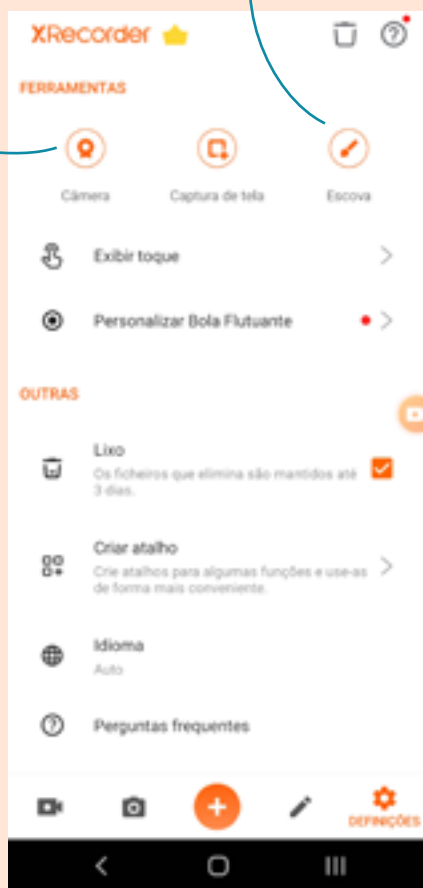 XRecorder
FERRAMENTAS
Câmera
Captura de tela
Escova
Exibir toque
Personalizar Bola Flutuante
OUTRAS
Lixo
Os ficheiros que elimina são mantidos até
3 dias.
Criar atalho
Crie atalhos para algumas funções e use-as
de forma mais conveniente.
Idioma
Auto
Perguntas frequentes
DEFINIÇÕES